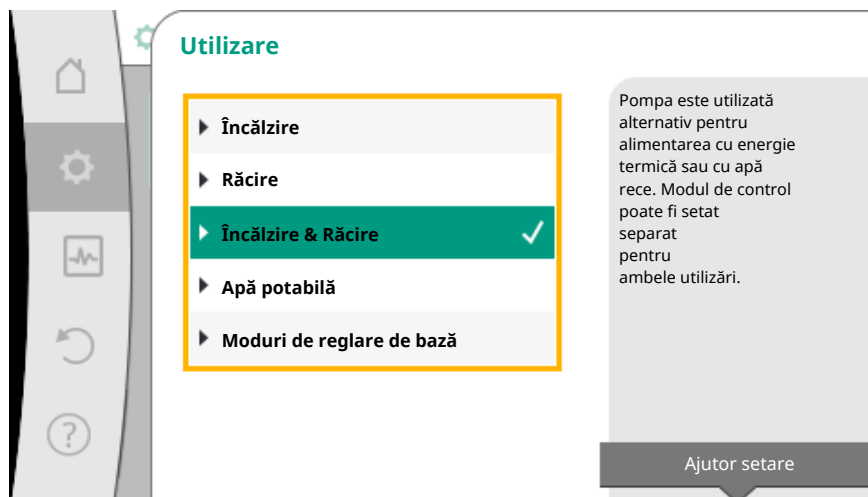 Utilizare
Încălzire
Răcire
Încălzire & Răcire
Apă potabilă
Moduri de reglare de bază
Pompa este utilizată
alternativ pentru
alimentarea cu energie
termică sau cu apă
rece. Modul de control
poate fi setat
separat
pentru
ambele utilizări.
Ajutor setare